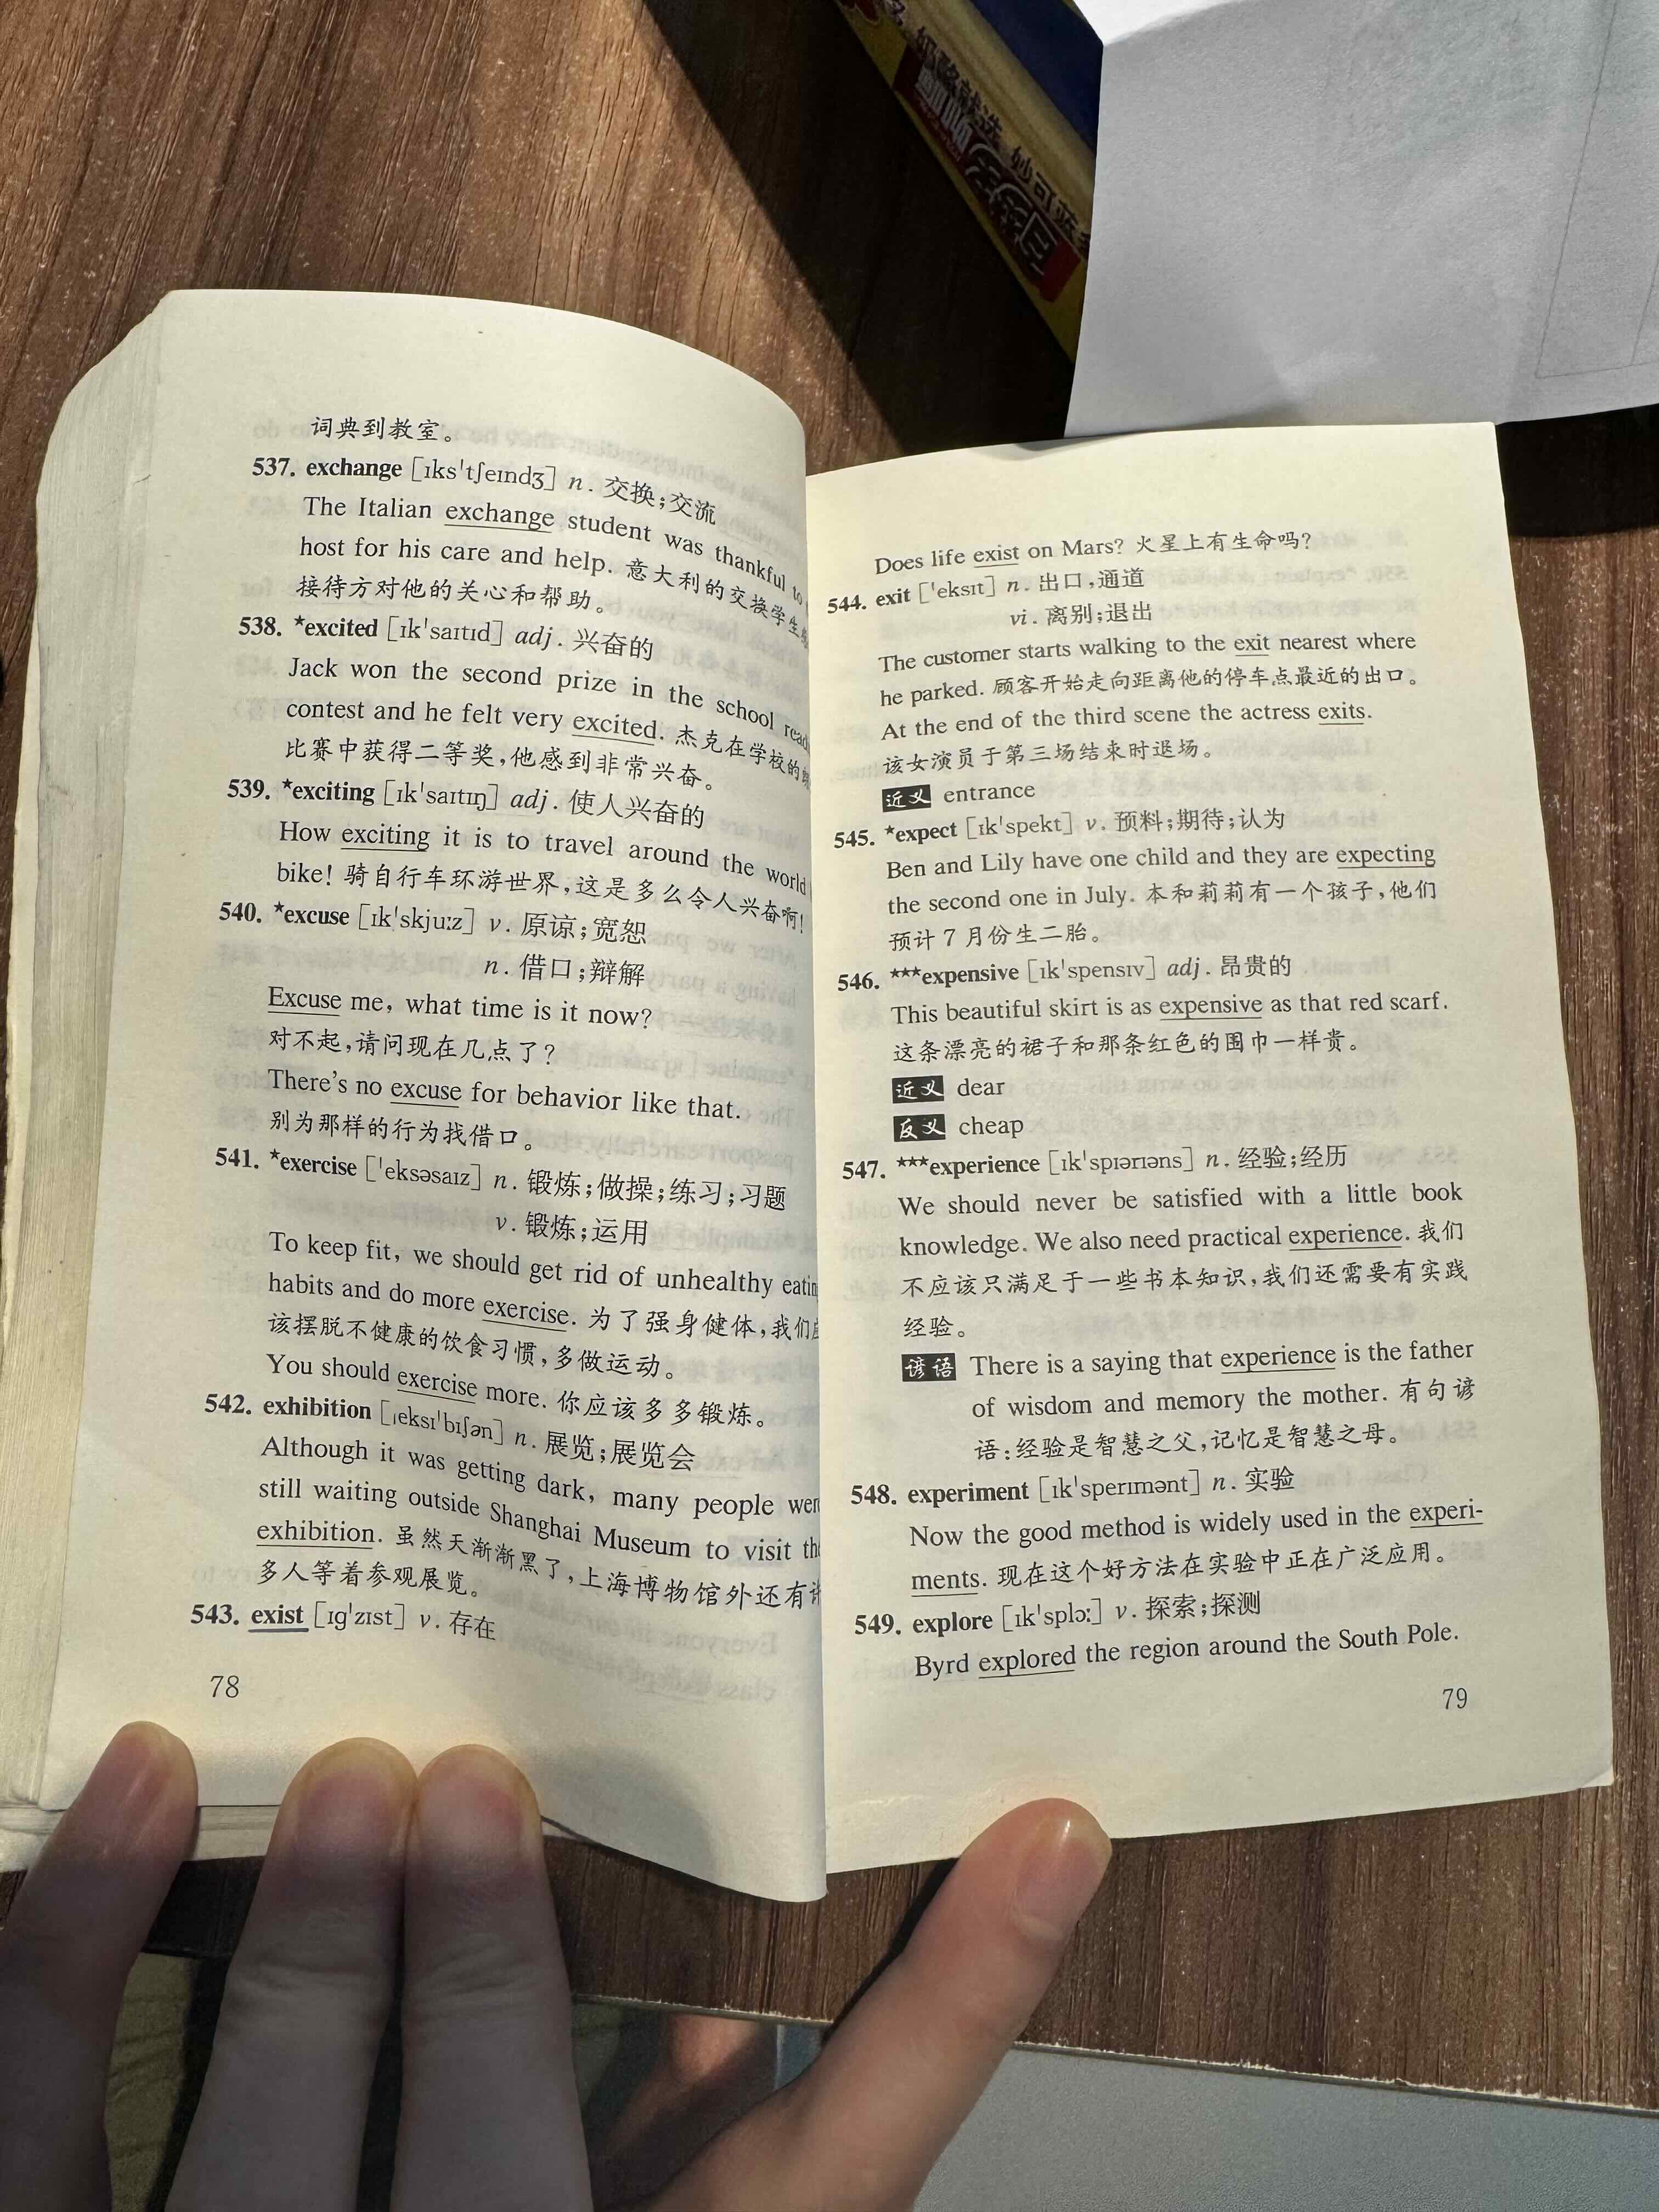 词典到教室。
537. exchange [ɪks'tʃeɪndʒ] n. 交换;交流
The Italian exchange student was thankful to
host for his care and help. 意大利的交换学生
接待方对他的关心和帮助。
538. *excited [ɪk'saɪtɪd] adj. 兴奋的
Jack won the second prize in the school
contest and he felt very excited. 杰克在学校的
比赛中获得二等奖,他感到非常兴奋。
539. *exciting [ɪk'saɪtɪŋ] adj. 使人兴奋的
How exciting it is to travel around the world
bike! 骑自行车环游世界,这是多么令人兴奋啊!
540. *excuse [ɪk'skjuːz] v. 原谅;宽恕
n. 借口;辩解
Excuse me, what time is it now?
对不起,请问现在几点了?
There's no excuse for behavior like that.
别为那样的行为找借口。
541. *exercise ['eksəsaɪz] n. 锻炼;做操;练习;习题
v. 锻炼;运用
To keep fit, we should get rid of unhealthy
habits and do more exercise. 为了强身健体,我们
该摆脱不健康的饮食习惯,多做运动。
You should exercise more. 你应该多多锻炼。
542. exhibition [ˌeksɪ'bɪʃən] n. 展览;展览会
Although it was getting dark, many people
still waiting outside Shanghai Museum to visit
exhibition. 虽然天渐渐黑了,上海博物馆外还有
多人等着参观展览。
543. exist [ɪg'zɪst] v. 存在
78
Does life exist on Mars? 火星上有生命吗?
544. exit ['eksɪt] n. 出口,通道
vi. 离别;退出
The customer starts walking to the exit nearest where
he parked. 顾客开始走向距离他的停车点最近的出口。
At the end of the third scene the actress exits.
该女演员于第三场结束时退场。
近义 entrance
545. *expect [ɪk'spekt] v. 预料;期待;认为
Ben and Lily have one child and they are expecting
the second one in July. 本和莉莉有一个孩子,他们
预计 7 月份生二胎。
546. ***expensive [ɪk'spensɪv] adj. 昂贵的
This beautiful skirt is as expensive as that red scarf.
这条漂亮的裙子和那条红色的围巾一样贵。
近义 dear
反义 cheap
547. ***experience [ɪk'spɪərɪəns] n. 经验;经历
We should never be satisfied with a little book
knowledge. We also need practical experience. 我们
不应该只满足于一些书本知识,我们还需要有实践
经验。
谚语 There is a saying that experience is the father
of wisdom and memory the mother. 有句谚
语:经验是智慧之父,记忆是智慧之母。
548. experiment [ɪk'sperɪmənt] n. 实验
Now the good method is widely used in the experi-
ments. 现在这个好方法在实验中正在广泛应用。
549. explore [ɪk'splɔː] v. 探索;探测
Byrd explored the region around the South Pole.
79